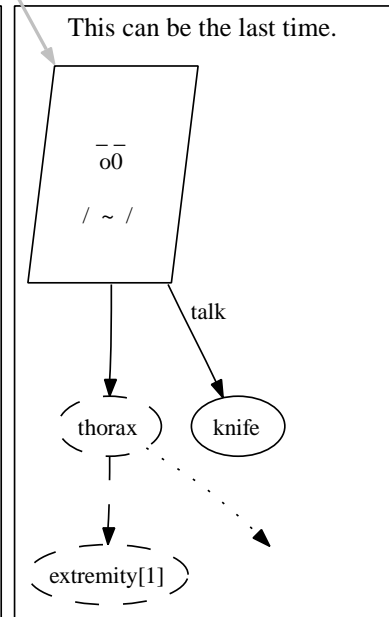 This can be the last time.
_ _
o0
/ ~ /
talk
thorax
knife
extremity[1]